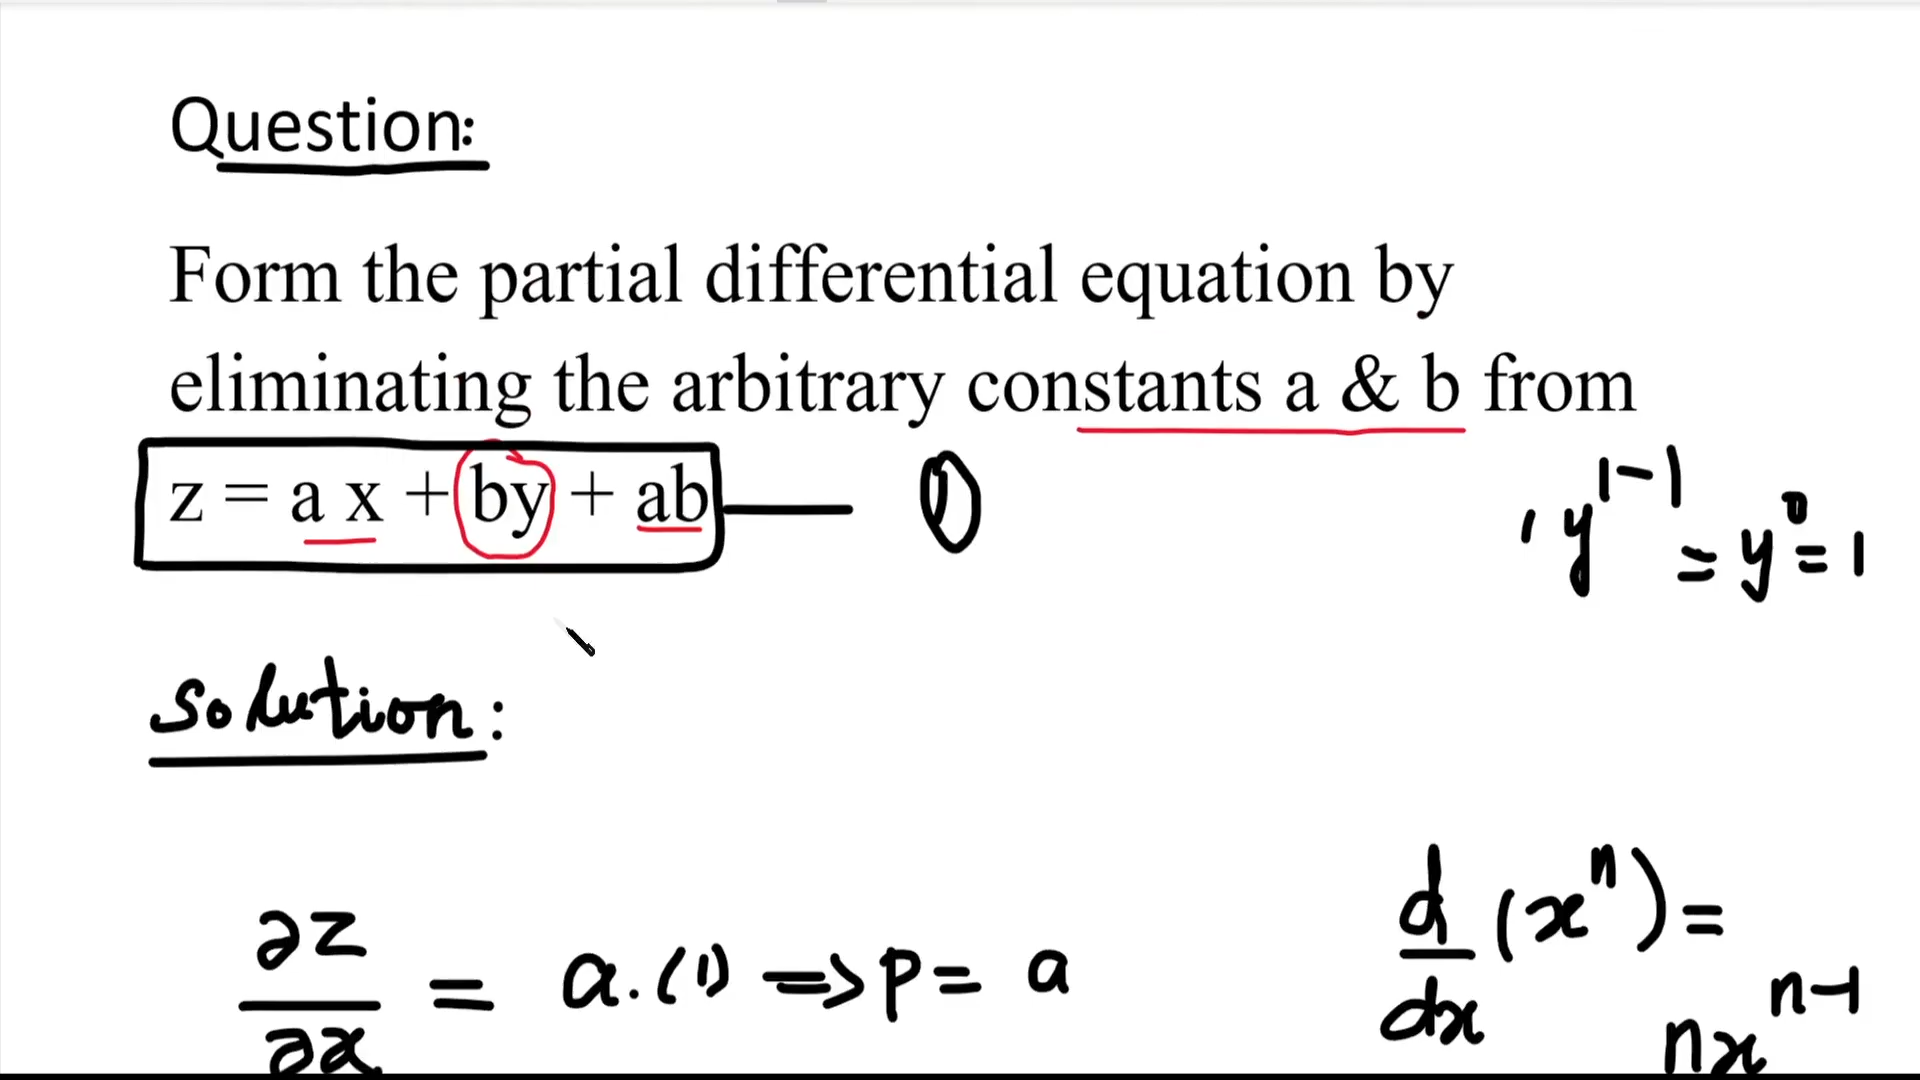 Question:
Form the partial differential equation by
eliminating the arbitrary constants a & b from
z = a x + by + ab —— ①
1 y^{1-1} = y^0 = 1
Solution:
∂z/∂x = a.(1) ⟹ p = a
d/dx (x^n) =
nx^{n-1}